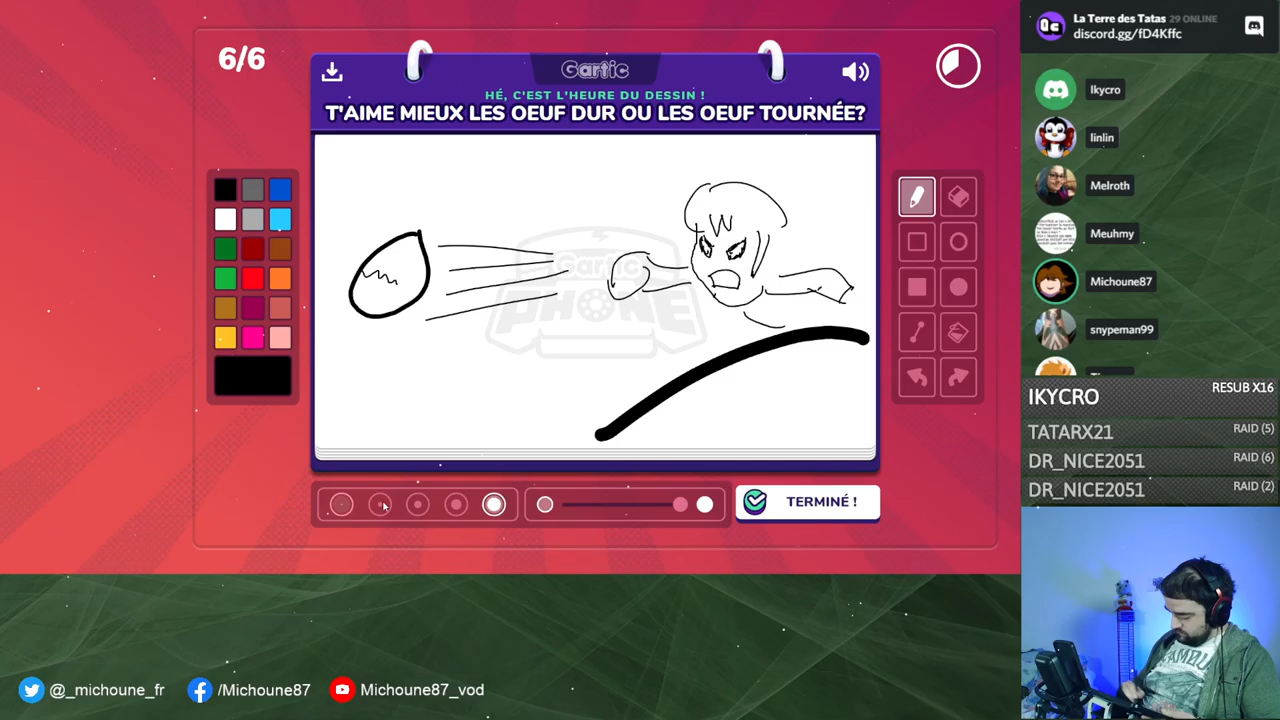 6/6
Gartic
HÉ, C'EST L'HEURE DU DESSIN !
T'AIME MIEUX LES OEUF DUR OU LES OEUF TOURNÉE?
Gartic
PHONE
TERMINÉ !
La Terre des Tatas 29 ONLINE
discord.gg/fD4Kffc
Ikycro
linlin
Melroth
Meuhmy
Michoune87
snypeman99
IKYCRO RESUB X16
TATARX21 RAID (5)
DR_NICE2051 RAID (6)
DR_NICE2051 RAID (2)
@_michoune_fr
/Michoune87
Michoune87_vod